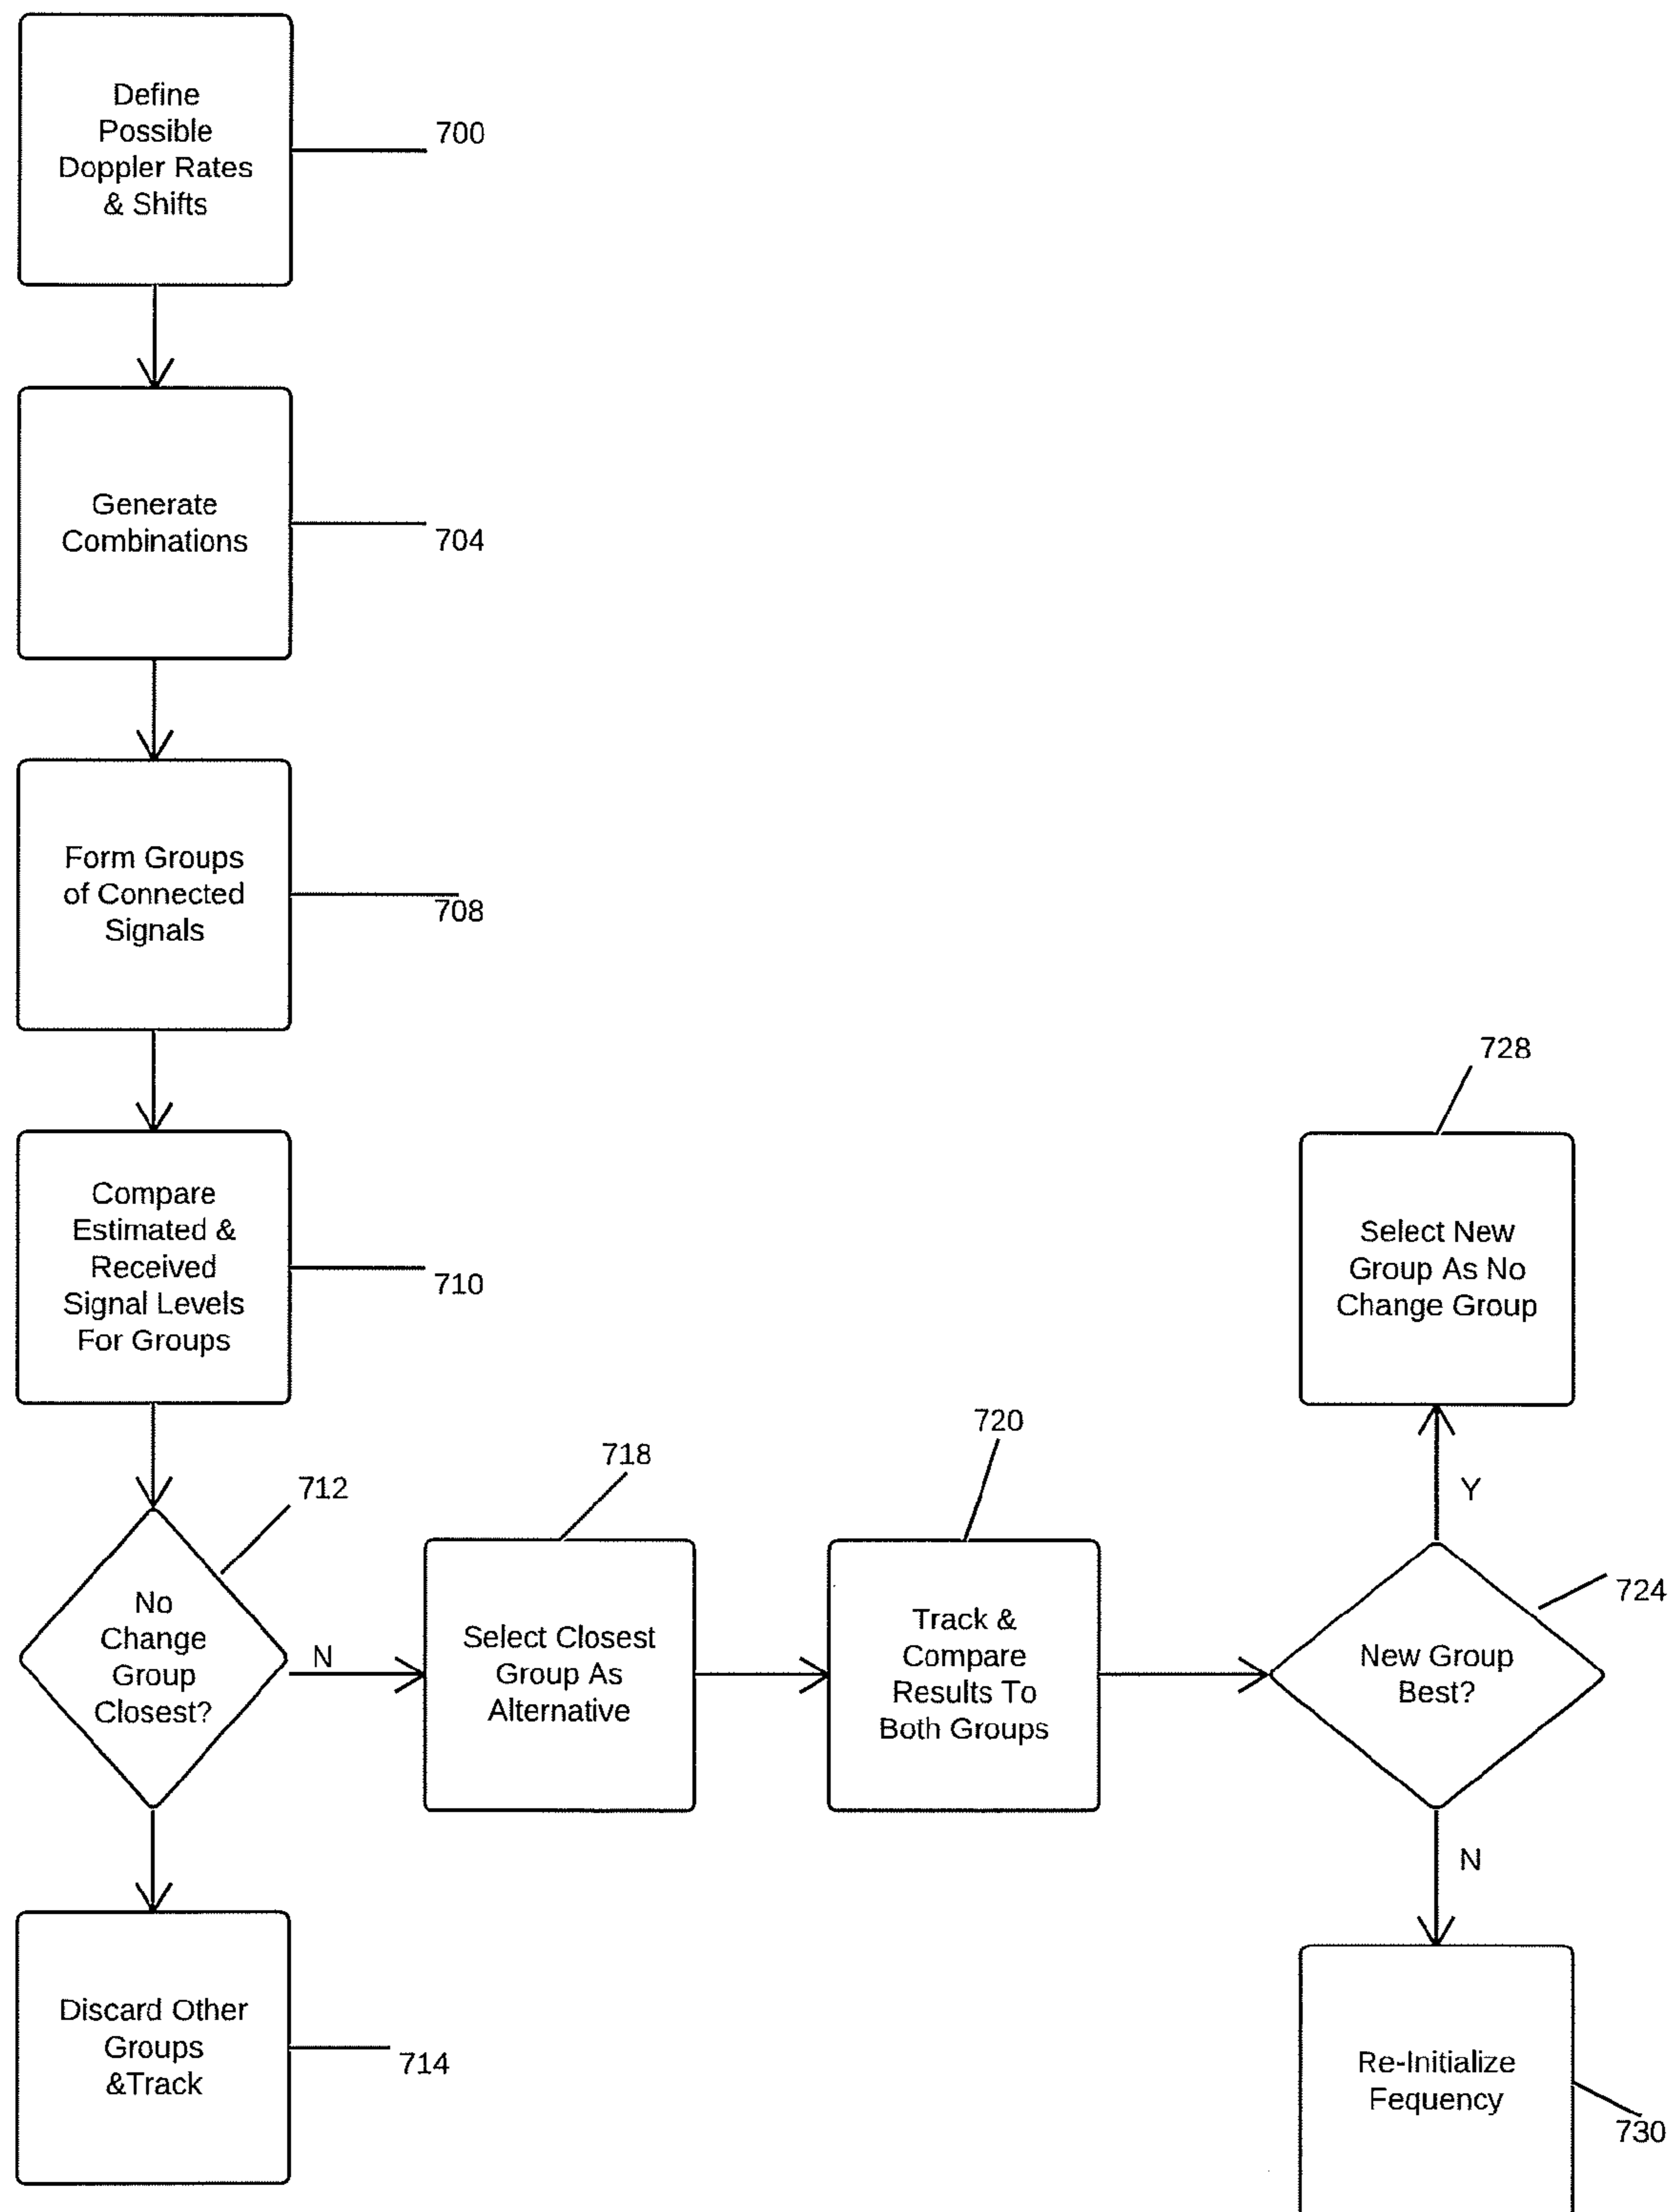 Define
Possible
Doppler Rates
& Shifts
700
Generate
Combinations
704
Form Groups
of Connected
Signals
708
Compare
Estimated &
Received
Signal Levels
For Groups
710
No
Change
Group
Closest?
712
N
Discard Other
Groups
&Track
714
Select Closest
Group As
Alternative
718
Track &
Compare
Results To
Both Groups
720
New Group
Best?
724
Y
Select New
Group As No
Change Group
728
N
Re-Initialize
Fequency
730